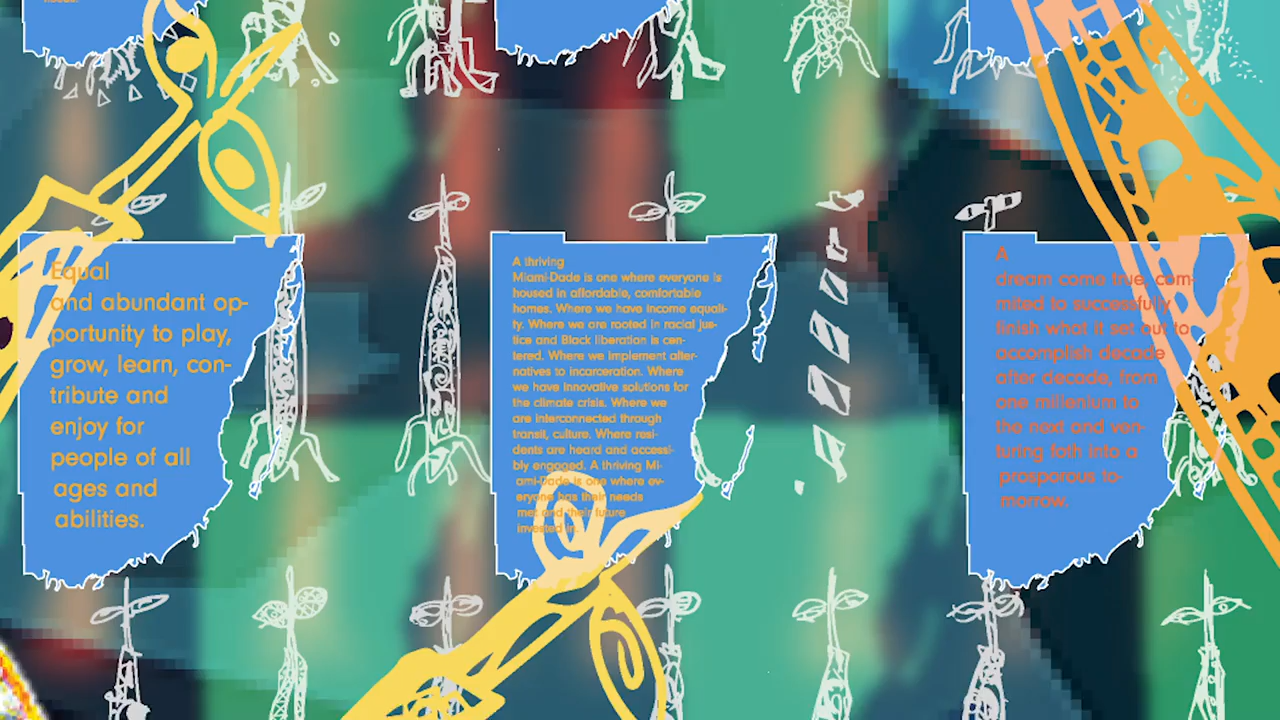 Equal
and abundant op-
portunity to play,
grow, learn, con-
tribute and
enjoy for
people of all
ages and
abilities.
A thriving
Miami-Dade is one where everyone is
housed in affordable, comfortable
homes. Where we have income equali-
ty. Where we are rooted in racial jus-
tice and Black liberation is cen-
tered. Where we implement alter-
natives to incarceration. Where
we have innovative solutions for
the climate crisis. Where we
are interconnected through
transit, culture. Where resi-
dents are heard and accessi-
bly engaged. A thriving Mi-
ami-Dade is one where ev-
eryone has their needs
met and their future
invested in.
A
dream come true, com-
mited to successfully
finish what it set out to
accomplish decade
after decade, from
one millenium to
the next and ven-
turing foth into a
prosporous to-
morrow.